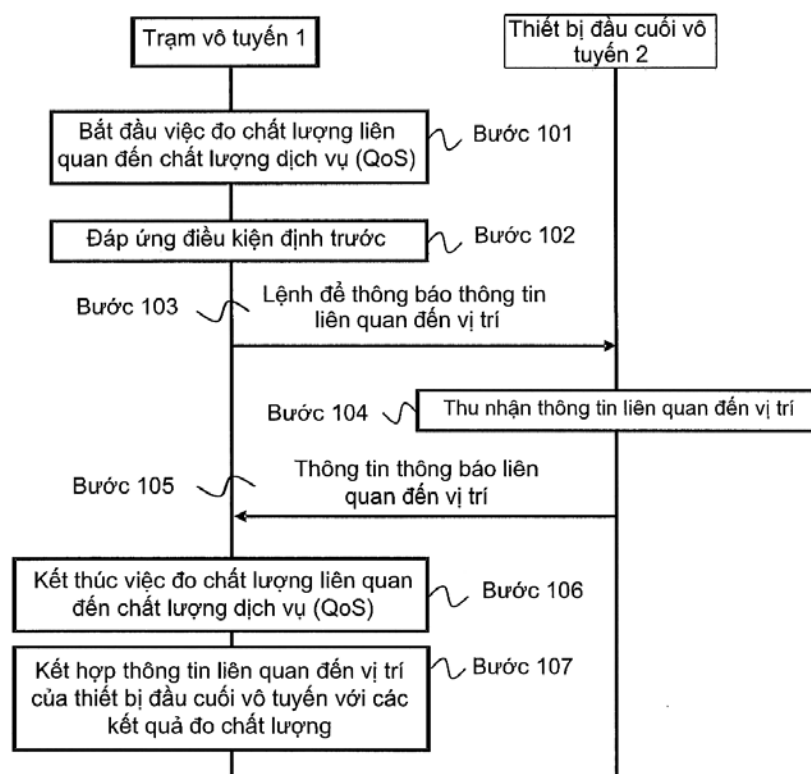 Trạm vô tuyến 1
Thiết bị đầu cuối vô
tuyến 2
Bắt đầu việc đo chất lượng liên
quan đến chất lượng dịch vụ (QoS)
Bước 101
Đáp ứng điều kiện định trước
Bước 102
Bước 103
Lệnh để thông báo thông tin
liên quan đến vị trí
Bước 104
Thu nhận thông tin liên quan đến vị trí
Bước 105
Thông tin thông báo liên
quan đến vị trí
Kết thúc việc đo chất lượng liên quan
đến chất lượng dịch vụ (QoS)
Bước 106
Kết hợp thông tin liên quan đến vị trí
của thiết bị đầu cuối vô tuyến với các
kết quả đo chất lượng
Bước 107